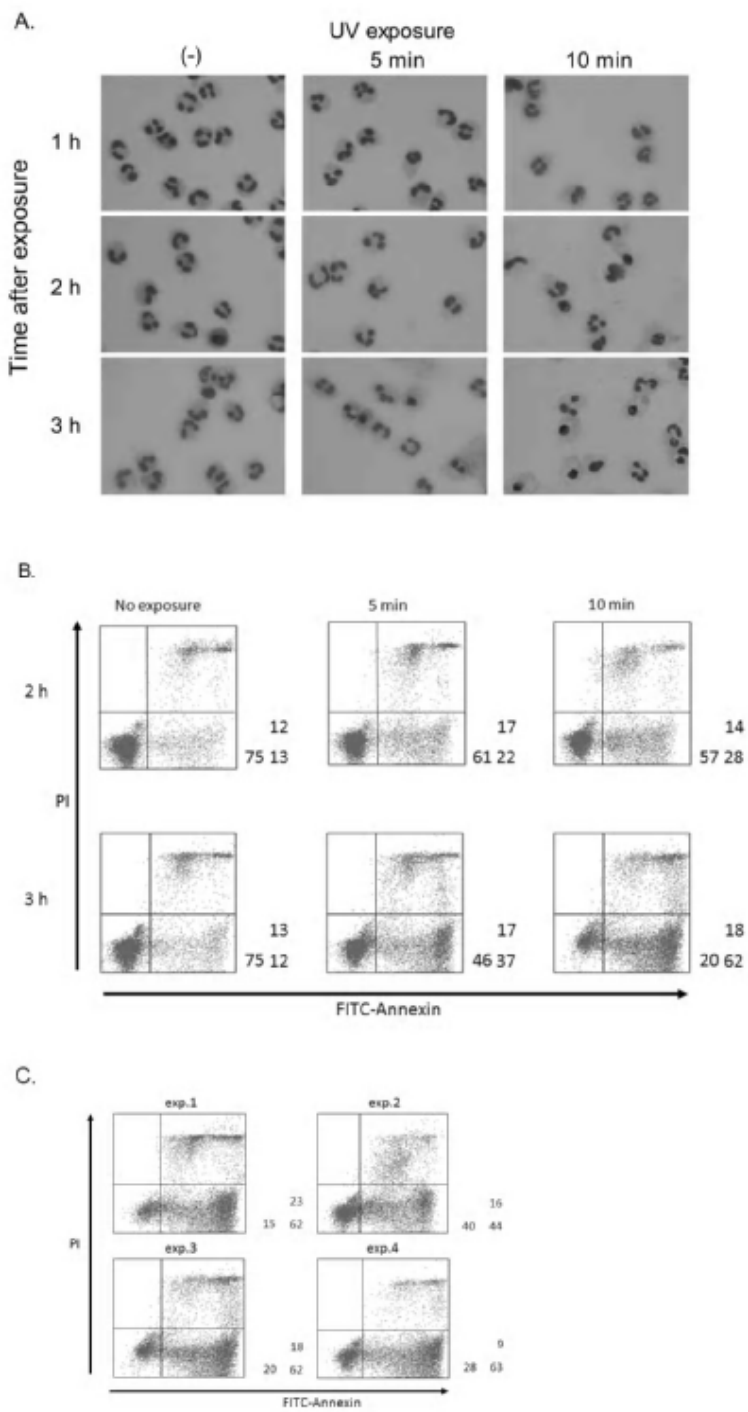 A.
UV exposure
(-) 5 min 10 min
Time after exposure
1 h
2 h
3 h
B.
No exposure 5 min 10 min
2 h
12 17 14
75 13 61 22 57 28
PI
3 h
13 17 18
75 12 46 37 20 62
FITC-Annexin
C.
exp.1 exp.2
23 16
15 62 40 44
PI
exp.3 exp.4
18 9
20 62 28 63
FITC-Annexin